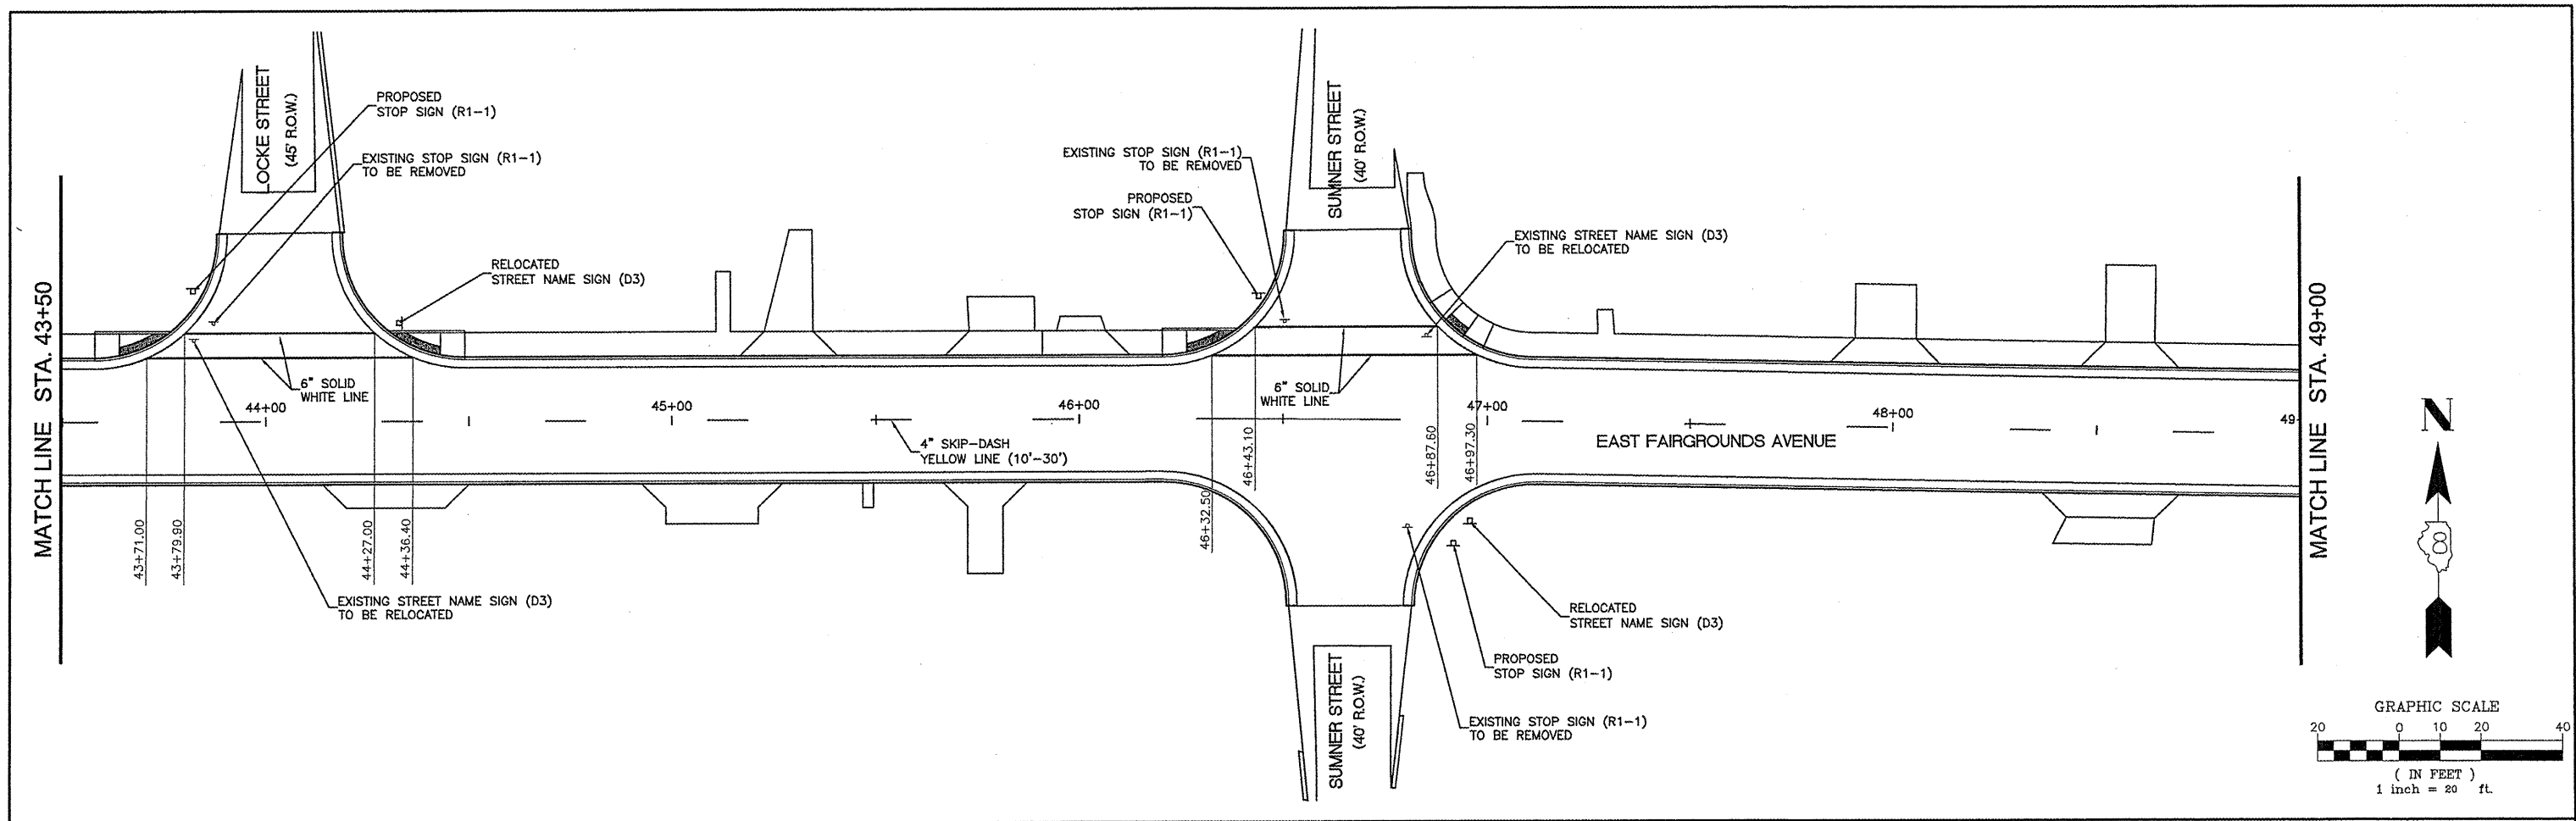 LOCKE STREET
(45' R.O.W.)
PROPOSED
STOP SIGN (R1-1)
EXISTING STOP SIGN (R1-1)
TO BE REMOVED
RELOCATED
STREET NAME SIGN (D3)
EXISTING STOP SIGN (R1-1)
TO BE REMOVED
PROPOSED
STOP SIGN (R1-1)
SUMNER STREET
(40' R.O.W.)
EXISTING STREET NAME SIGN (D3)
TO BE RELOCATED
MATCH LINE STA. 43+50
6" SOLID
WHITE LINE
44+00
45+00
4" SKIP-DASH
YELLOW LINE (10'-30')
46+00
6" SOLID
WHITE LINE
47+00
EAST FAIRGROUNDS AVENUE
48+00
49
MATCH LINE STA. 49+00
43+71.00
43+79.90
44+27.00
44+36.40
46+32.50
46+43.10
46+87.60
46+97.30
EXISTING STREET NAME SIGN (D3)
TO BE RELOCATED
RELOCATED
STREET NAME SIGN (D3)
PROPOSED
STOP SIGN (R1-1)
EXISTING STOP SIGN (R1-1)
TO BE REMOVED
SUMNER STREET
(40' R.O.W.)
N
8
GRAPHIC SCALE
20 0 10 20 40
( IN FEET )
1 inch = 20 ft.